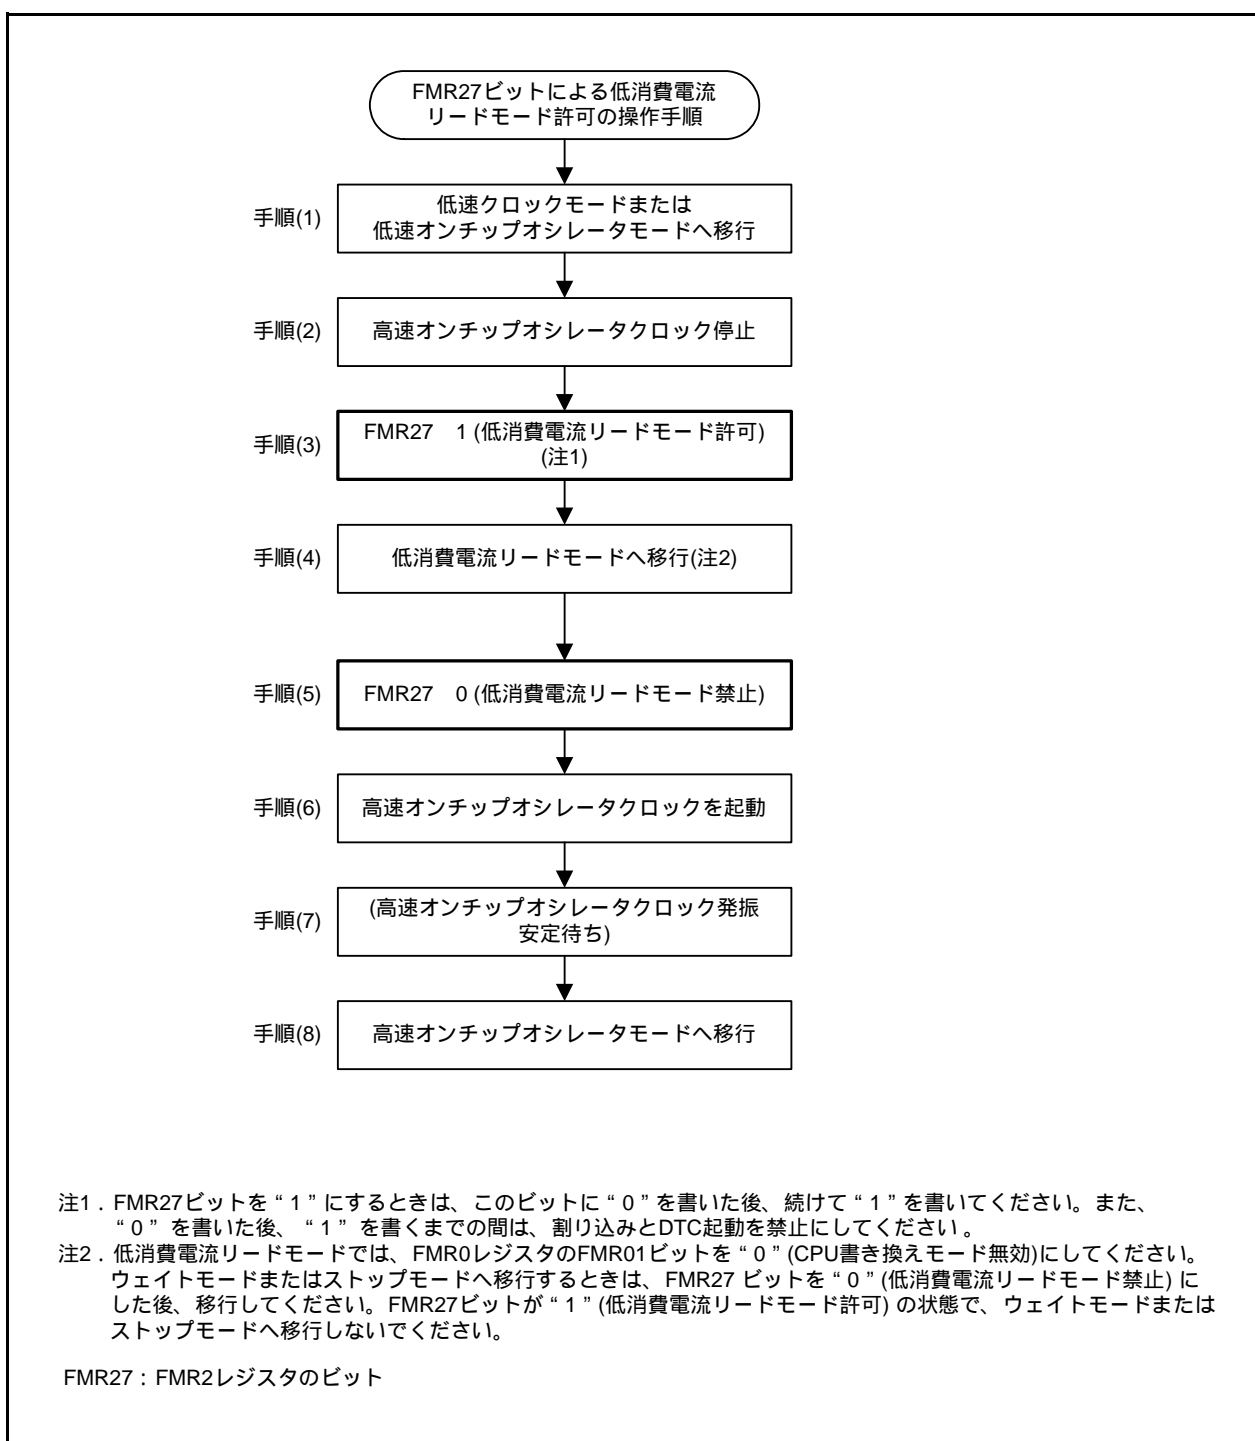 FMR27ビットによる低消費電流
リードモード許可の操作手順
手順(1)
低速クロックモードまたは
低速オンチップオシレータモードへ移行
手順(2)
高速オンチップオシレータクロック停止
手順(3)
FMR27　1 (低消費電流リードモード許可)
(注1)
手順(4)
低消費電流リードモードへ移行(注2)
手順(5)
FMR27　0 (低消費電流リードモード禁止)
手順(6)
高速オンチップオシレータクロックを起動
手順(7)
(高速オンチップオシレータクロック発振
安定待ち)
手順(8)
高速オンチップオシレータモードへ移行
注1．FMR27ビットを“1”にするときは、このビットに“0”を書いた後、続けて“1”を書いてください。また、
“0”を書いた後、“1”を書くまでの間は、割り込みとDTC起動を禁止にしてください。
注2．低消費電流リードモードでは、FMR0レジスタのFMR01ビットを“0”(CPU書き換えモード無効)にしてください。
ウェイトモードまたはストップモードへ移行するときは、FMR27 ビットを“0”(低消費電流リードモード禁止) に
した後、移行してください。FMR27ビットが“1”(低消費電流リードモード許可) の状態で、ウェイトモードまたは
ストップモードへ移行しないでください。
FMR27：FMR2レジスタのビット